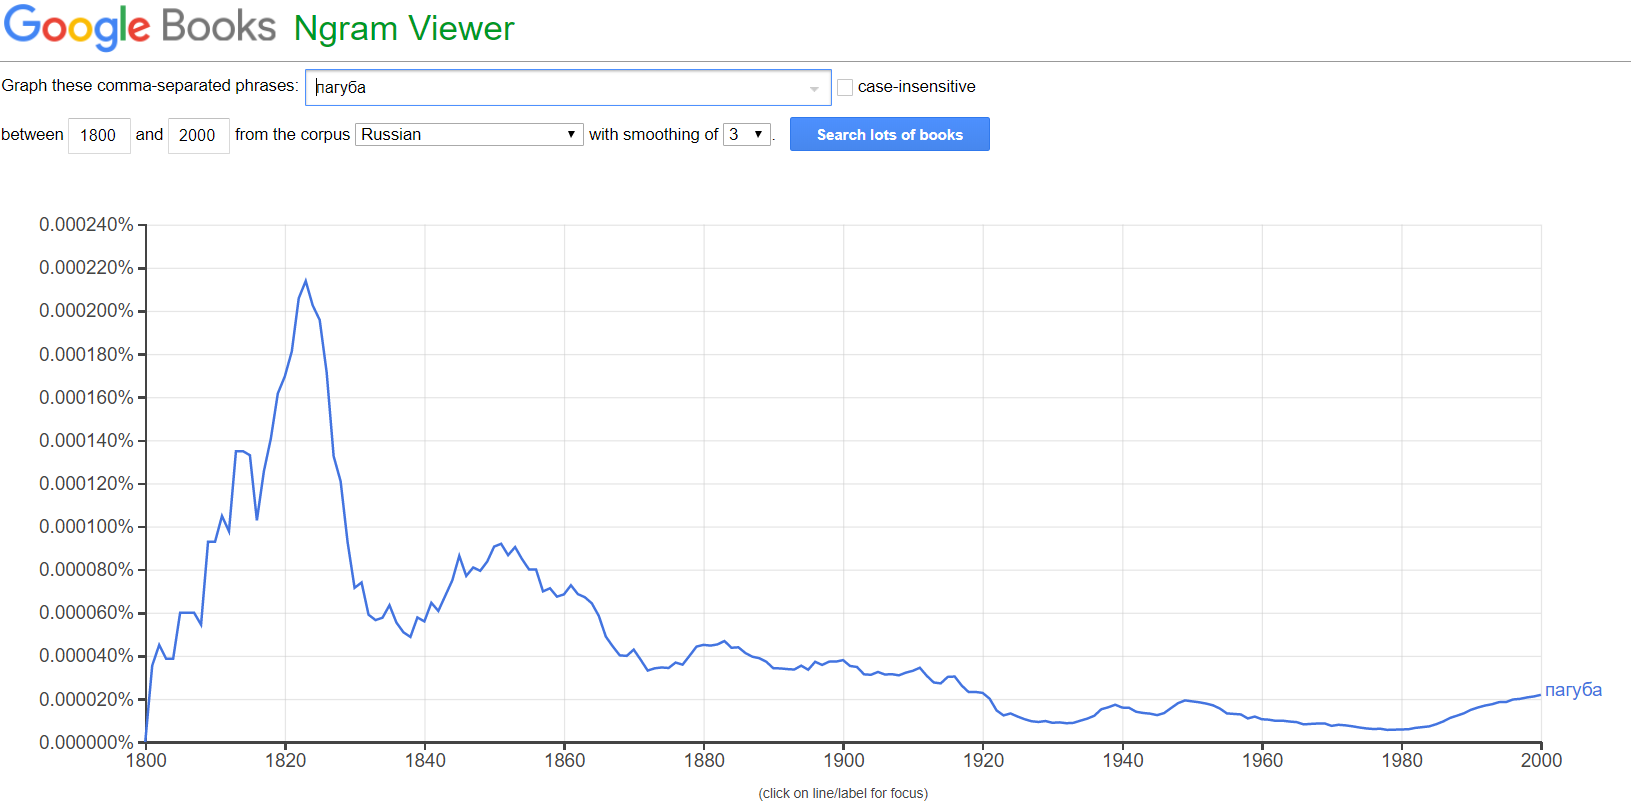 Google Books Ngram Viewer
Graph these comma-separated phrases: пагуба case-insensitive
between 1800 and 2000 from the corpus Russian with smoothing of 3 . Search lots of books
0.000240%
0.000220%
0.000200%
0.000180%
0.000160%
0.000140%
0.000120%
0.000100%
0.000080%
0.000060%
0.000040%
0.000020%
пагуба
0.000000%
1800 1820 1840 1860 1880 1900 1920 1940 1960 1980 2000
(click on line/label for focus)